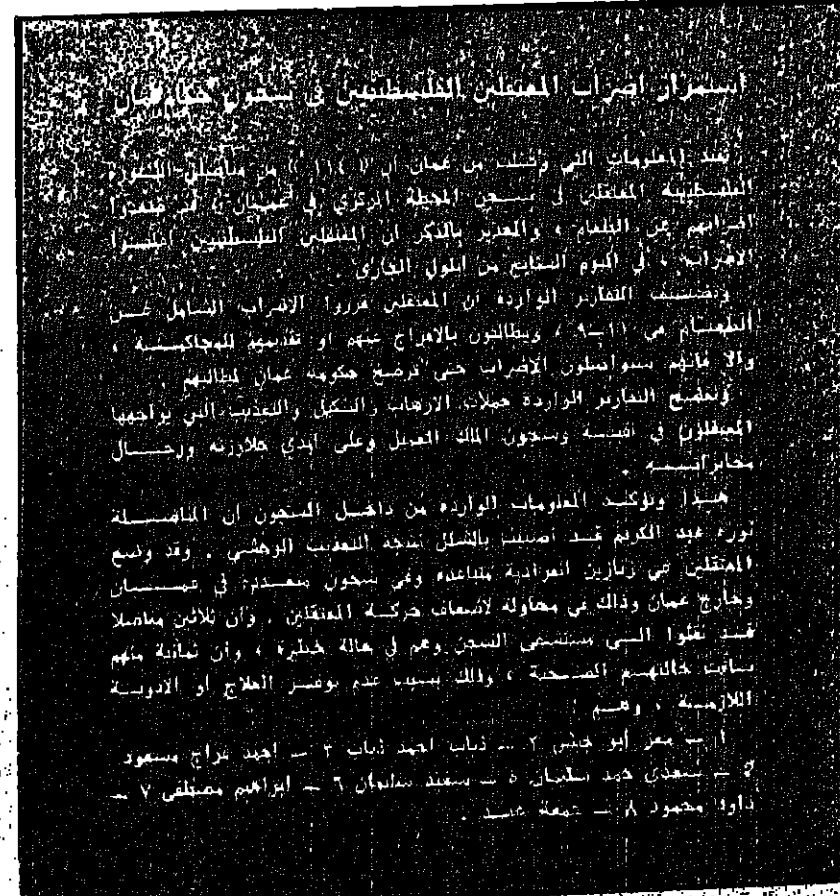 استمرار اضراب المعتقلين الفلسطينيين في سجون حكام عمان
تفيد المعلومات التي وصلت من عمان ان من مناضلي الثورة
الفلسطينية المعتقلين في سجن المحطة المركزي في عمان ، قد صعدوا
اضرابهم عن الطعام ، والجدير بالذكر ان المعتقلين الفلسطينيين
الاضراب ، في اليوم السابع من ايلول الجاري .
وتضيف التقارير الواردة ان المعتقلين قرروا الاضراب الشامل عن
الطعام في ١١ـ٩ ، ويطالبون بالافراج عنهم او تقديمهم للمحاكمة ،
والا فانهم سيواصلون الاضراب حتى ترضخ حكومة عمان لمطالبهم .
وتفضح التقارير الواردة حملات الارهاب والتنكيل والتعذيب التي يواجهها
المعتقلون في اقبية وسجون الملك العميل وعلى ايدي جلاوزته ورجال
مخابراته .
هذا وتؤكد المعلومات الواردة من داخل السجون ان المناضلة
نورة عبد الكريم قد اصيبت بالشلل نتيجة التعذيب الوحشي . وقد وضع
المعتقلين في زنازين انفرادية متباعدة وفي سجون متعددة في عمان
وخارج عمان وذلك في محاولة لاضعاف حركة المعتقلين . وان ثلاثين مناضلا
قد نقلوا الى مستشفى السجن وهم في حالة خطيرة ، وان ثمانية منهم
ساءت حالتهم الصحية ، وذلك بسبب عدم توفير العلاج او الادوية
اللازمة ، وهم :
١ ـ أبو ٢ ـ ذياب احمد ذياب ٣ ـ احمد فراج مسعود
٤ ـ سعدي حمد سليمان ٥ ـ سعيد سليمان ٦ ـ ابراهيم مصطفى ٧ ـ
داود محمود ٨ ـ جمعة عبد .